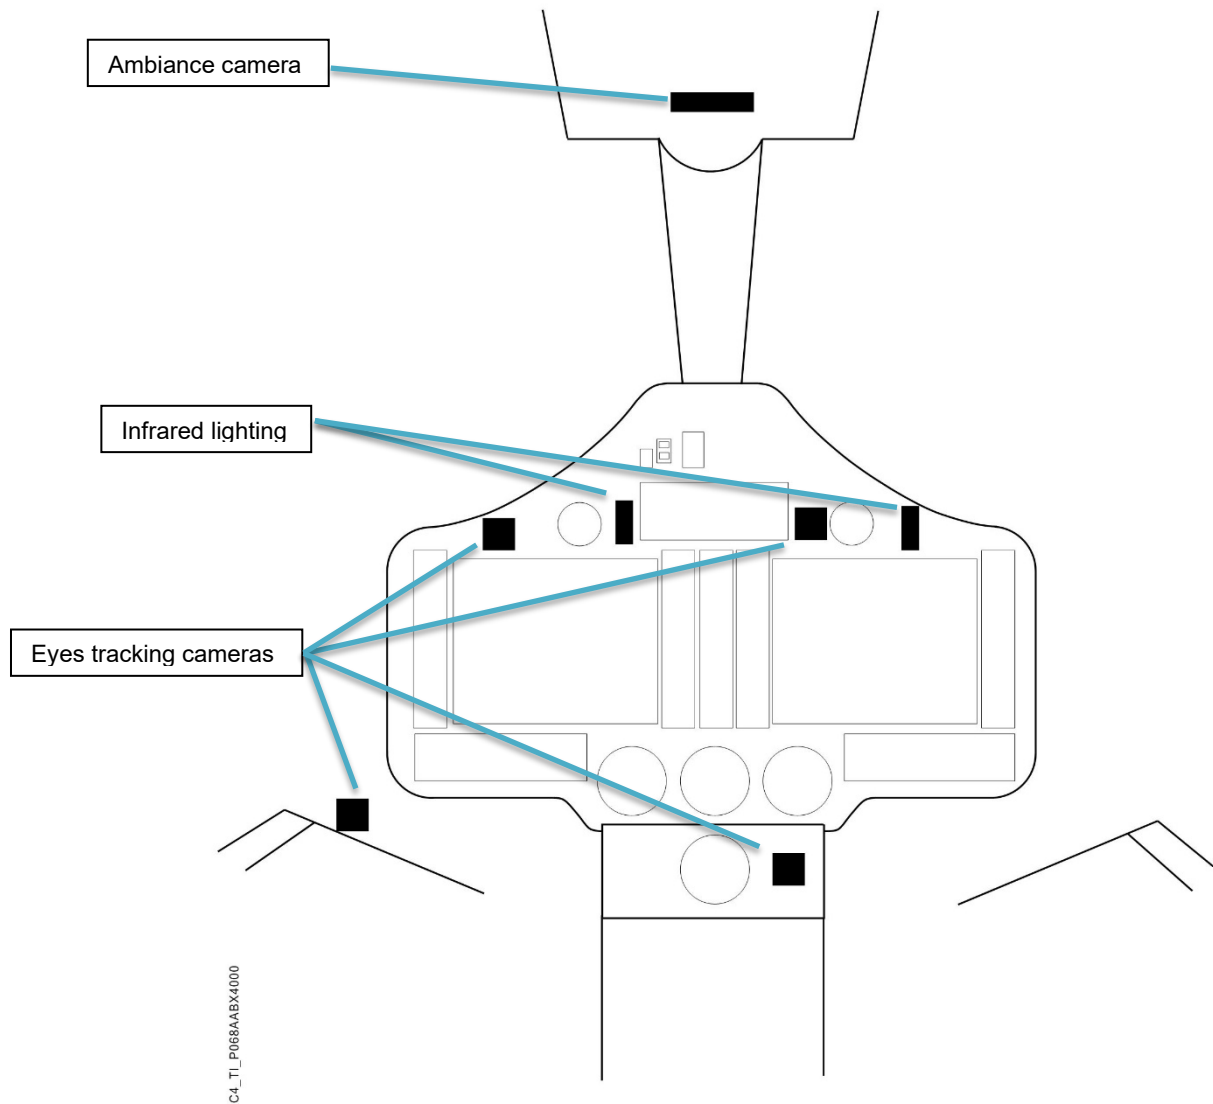 Ambiance camera
Infrared lighting
Eyes tracking cameras
C4_TI_P068AABX4000